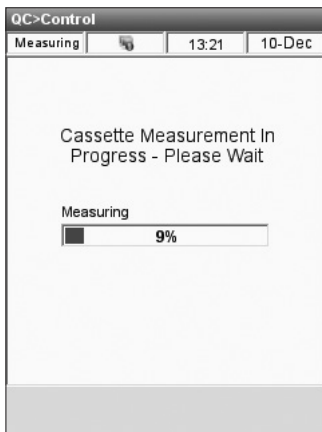 QC>Control
Measuring 13:21 10-Dec
Cassette Measurement In
Progress - Please Wait
Measuring
9%